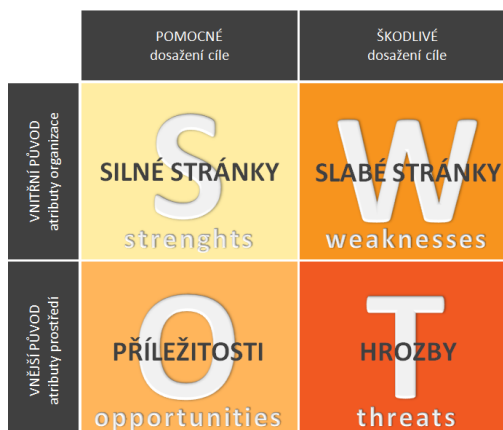 POMOCNÉ
dosažení cíle
ŠKODLIVÉ
dosažení cíle
VNITŘNÍ PŮVOD
atributy organizace
S
SILNÉ STRÁNKY
strenghts
W
SLABÉ STRÁNKY
weaknesses
VNĚJŠÍ PŮVOD
atributy prostředí
O
PŘÍLEŽITOSTI
opportunities
T
HROZBY
threats